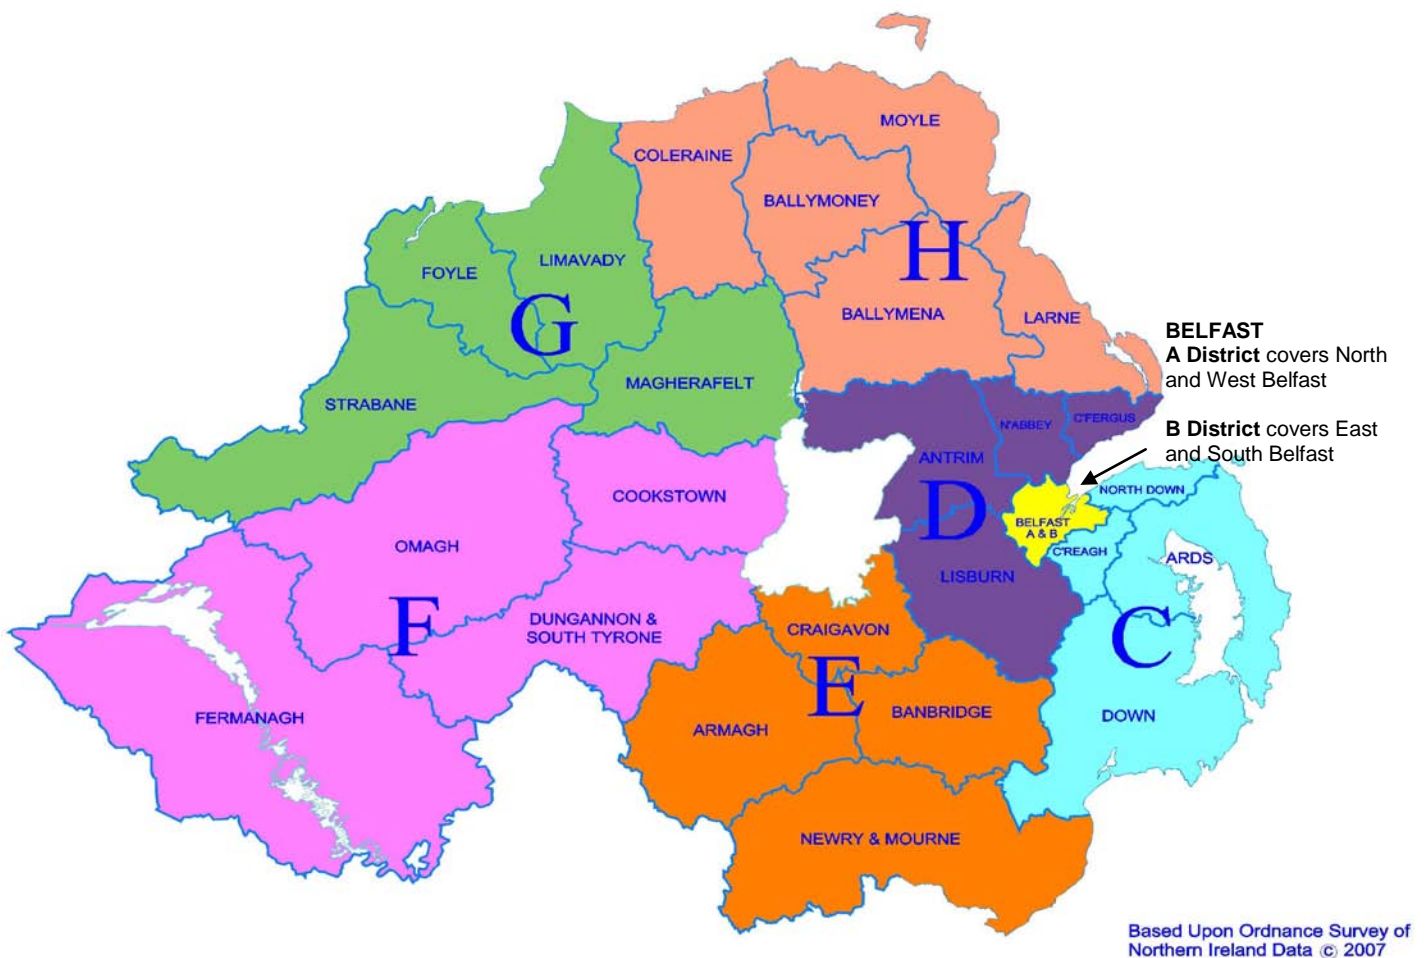 MOYLE
COLERAINE
BALLYMONEY
H
LIMAVADY
FOYLE
G
BALLYMENA
LARNE
BELFAST
A District covers North
and West Belfast
MAGHERAFELT
STRABANE
N'ABBEY
C'FERGUS
B District covers East
and South Belfast
ANTRIM
D
COOKSTOWN
NORTH DOWN
BELFAST
A & B
OMAGH
C'REAGH
ARDS
LISBURN
F
DUNGANNON &
SOUTH TYRONE
CRAIGAVON
C
E
FERMANAGH
ARMAGH
BANBRIDGE
DOWN
NEWRY & MOURNE
Based Upon Ordnance Survey of
Northern Ireland Data © 2007